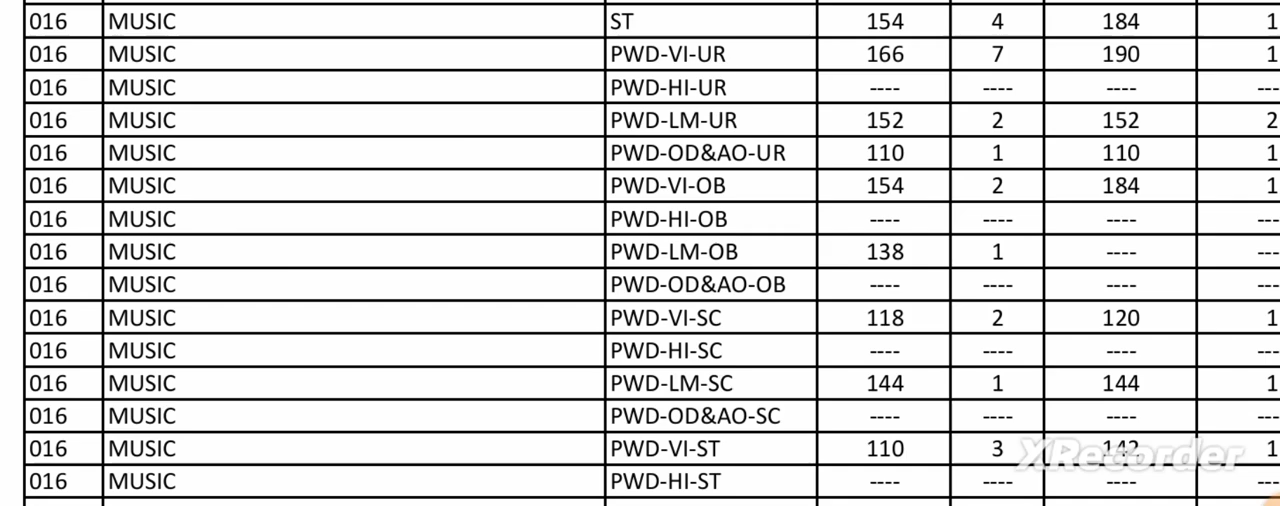 016 MUSIC ST 154 4 184 1
016 MUSIC PWD-VI-UR 166 7 190 1
016 MUSIC PWD-HI-UR ---- ---- ---- ---
016 MUSIC PWD-LM-UR 152 2 152 2
016 MUSIC PWD-OD&AO-UR 110 1 110 1
016 MUSIC PWD-VI-OB 154 2 184 1
016 MUSIC PWD-HI-OB ---- ---- ---- ---
016 MUSIC PWD-LM-OB 138 1 ---- ---
016 MUSIC PWD-OD&AO-OB ---- ---- ---- ---
016 MUSIC PWD-VI-SC 118 2 120 1
016 MUSIC PWD-HI-SC ---- ---- ---- ---
016 MUSIC PWD-LM-SC 144 1 144 1
016 MUSIC PWD-OD&AO-SC ---- ---- ---- ---
016 MUSIC PWD-VI-ST 110 3 142 1
XRecorder
016 MUSIC PWD-HI-ST ---- ---- ---- ---